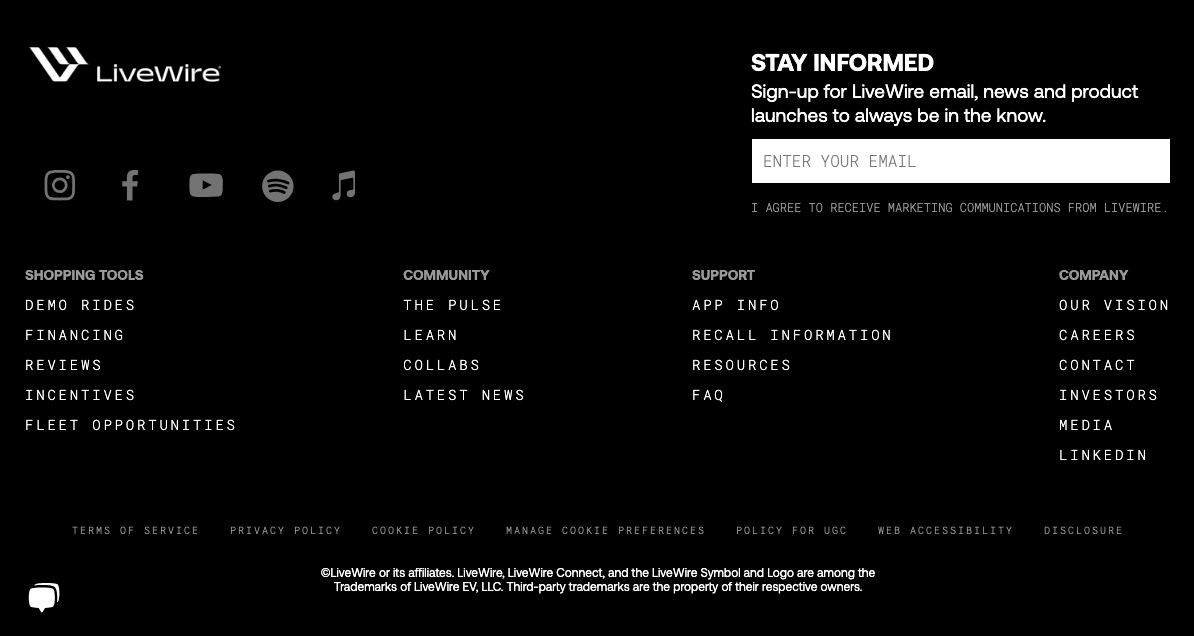 LiveWire
STAY INFORMED
Sign-up for LiveWire email, news and product
launches to always be in the know.
ENTER YOUR EMAIL
I AGREE TO RECEIVE MARKETING COMMUNICATIONS FROM LIVEWIRE.
SHOPPING TOOLS
DEMO RIDES
FINANCING
REVIEWS
INCENTIVES
FLEET OPPORTUNITIES
COMMUNITY
THE PULSE
LEARN
COLLABS
LATEST NEWS
SUPPORT
APP INFO
RECALL INFORMATION
RESOURCES
FAQ
COMPANY
OUR VISION
CAREERS
CONTACT
INVESTORS
MEDIA
LINKEDIN
TERMS OF SERVICE PRIVACY POLICY COOKIE POLICY MANAGE COOKIE PREFERENCES POLICY FOR UGC WEB ACCESSIBILITY DISCLOSURE
©LiveWire or its affiliates. LiveWire, LiveWire Connect, and the LiveWire Symbol and Logo are among the
Trademarks of LiveWire EV, LLC. Third-party trademarks are the property of their respective owners.